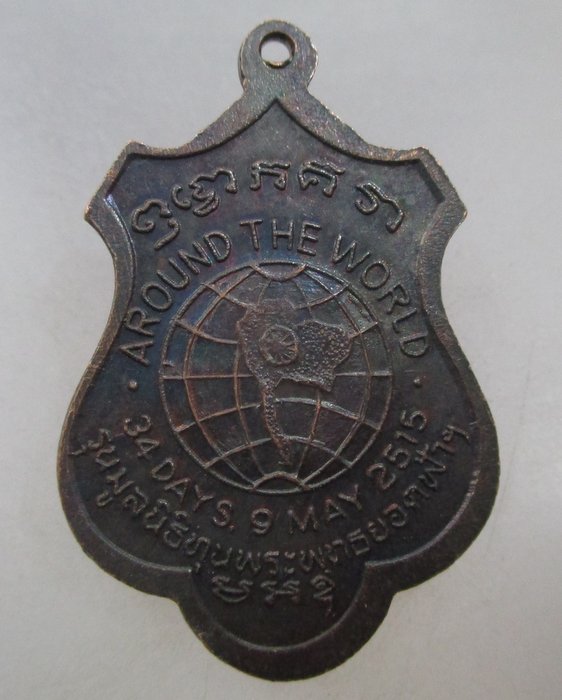 AROUND THE WORLD
34 DAYS. 9 MAY 2515
รุ่นมูลนิธิทุนพระพุทธยอดฟ้าฯ